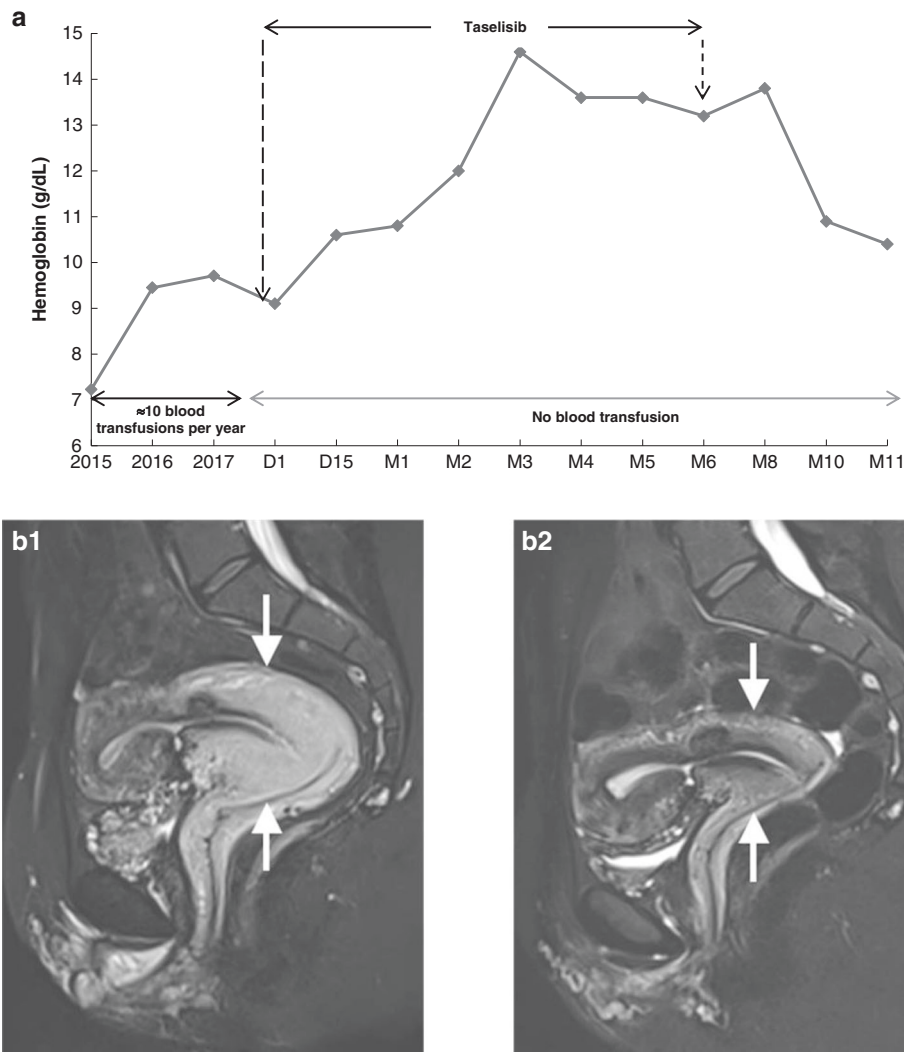 a
Taselisib
15
14
13
12
11
10
9
8
7
6
Hemoglobin (g/dL)
≈10 blood
transfusions per year
No blood transfusion
2015 2016 2017 D1 D15 M1 M2 M3 M4 M5 M6 M8 M10 M11
b1
b2